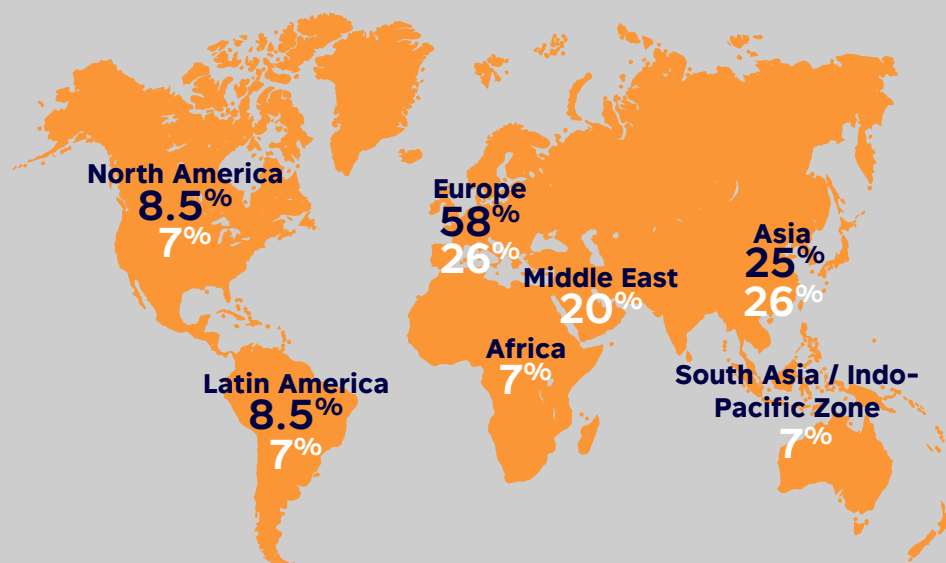 North America
8.5%
7%
Europe
58%
26%
Asia
25%
26%
Middle East
20%
Africa
7%
Latin America
8.5%
7%
South Asia / Indo-
Pacific Zone
7%